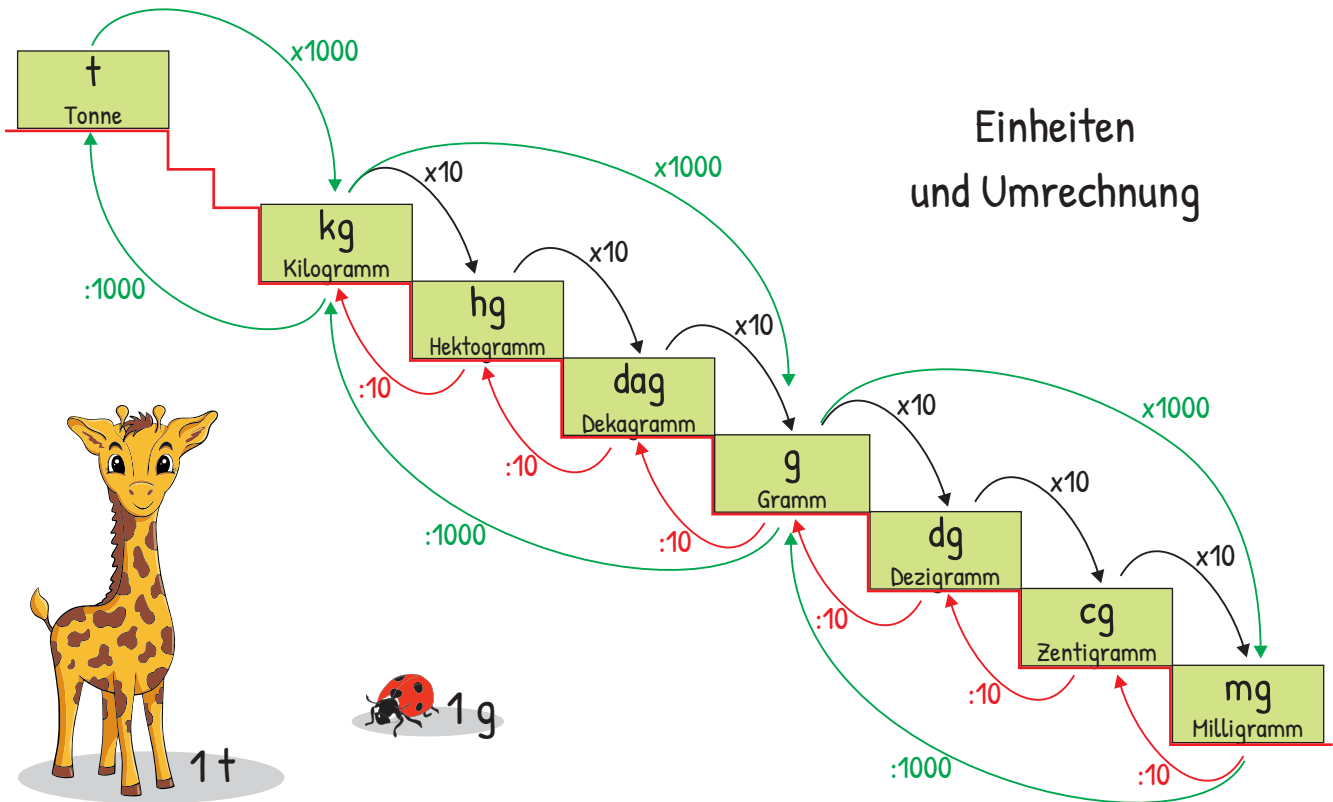 Einheiten
und Umrechnung
t
Tonne
x1000
:1000
kg
Kilogramm
x10
x1000
:10
hg
Hektogramm
x10
:10
dag
Dekagramm
x10
:10
:1000
g
Gramm
x10
x1000
:10
dg
Dezigramm
x10
:10
cg
Zentigramm
x10
:10
:1000
mg
Milligramm
1 t
1 g